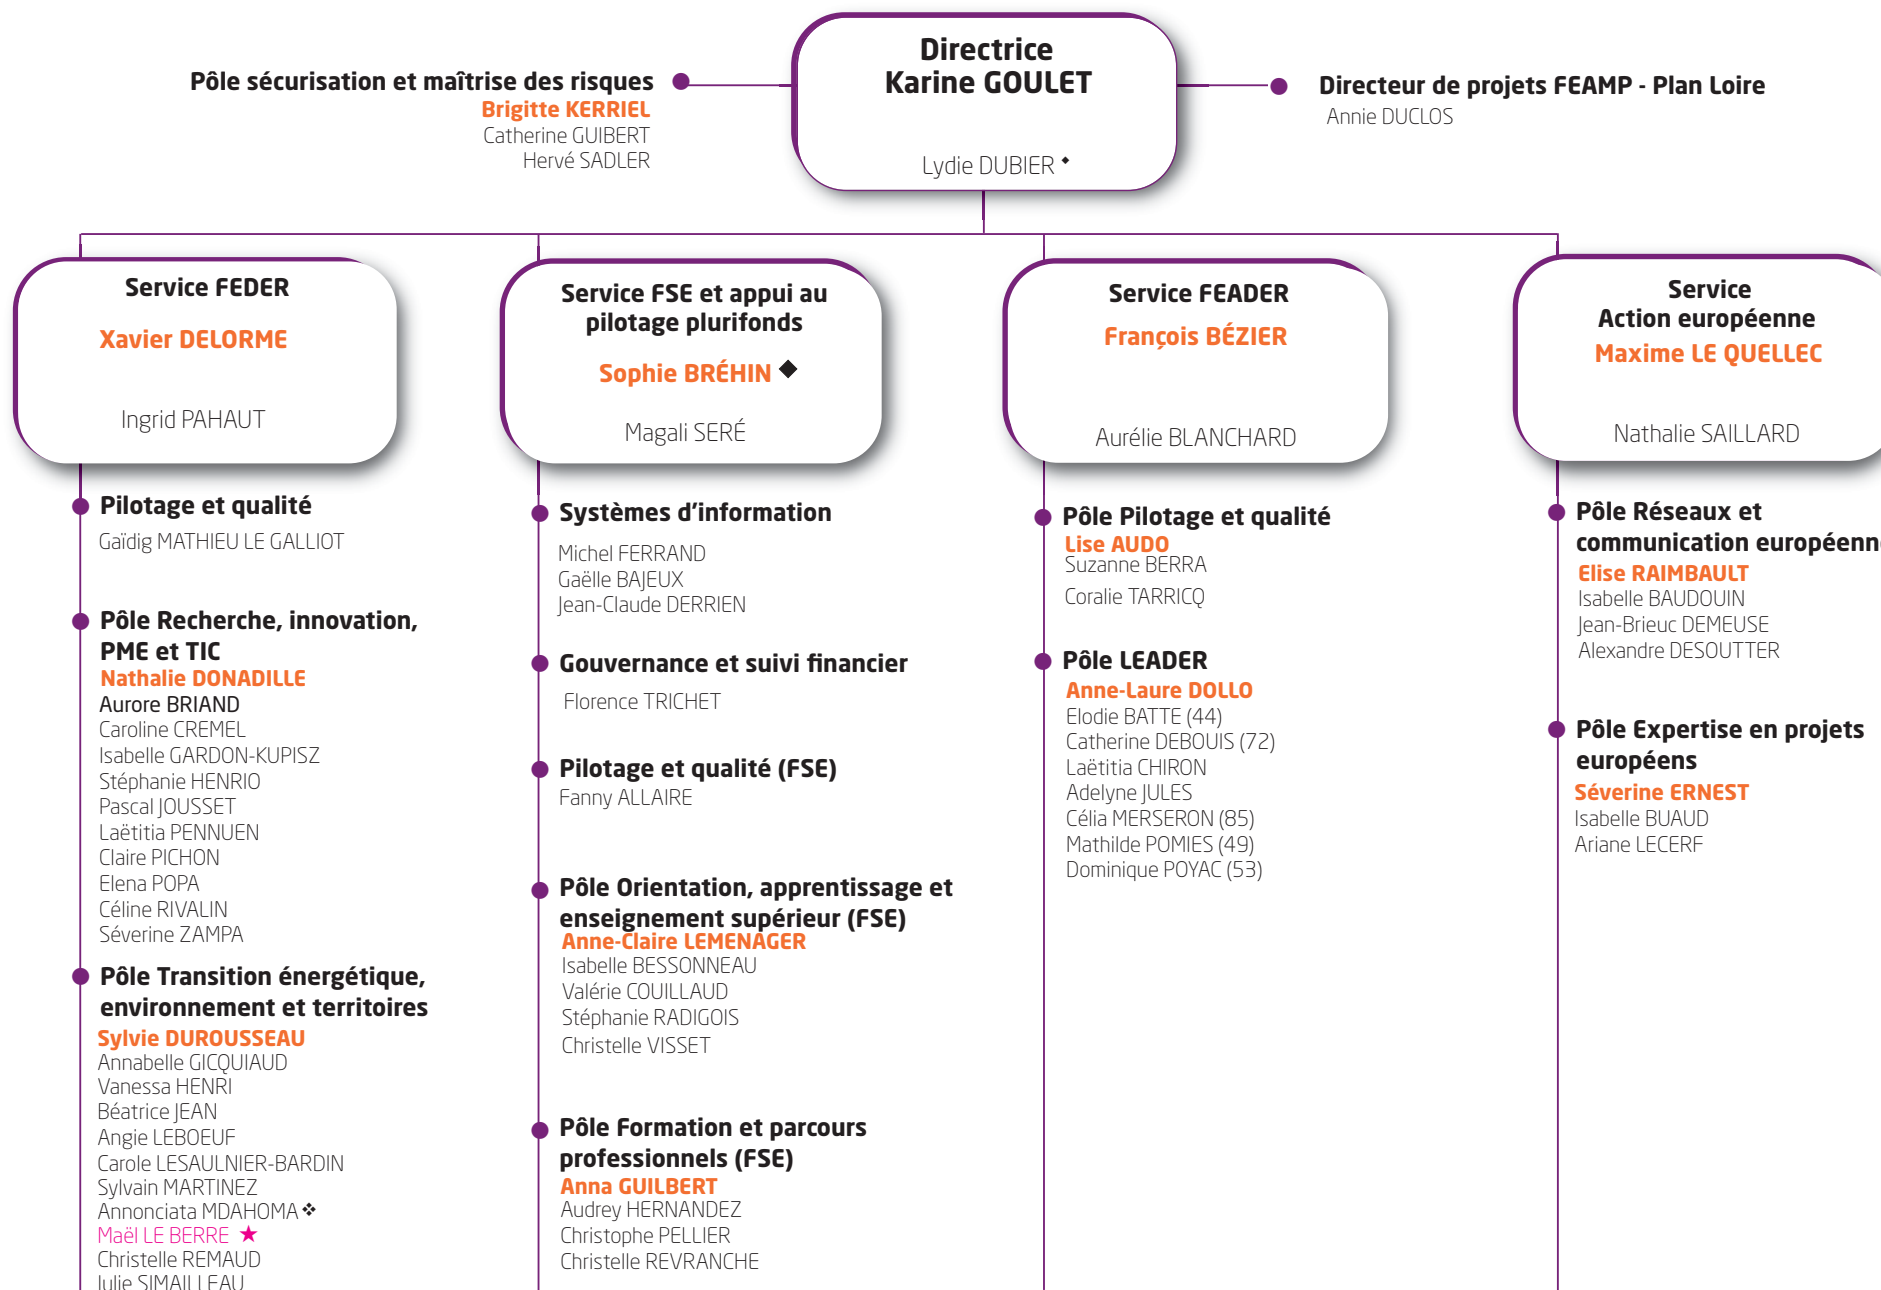 Directrice
Karine GOULET
Lydie DUBIER ◆
Pôle sécurisation et maîtrise des risques
Brigitte KERRIEL
Catherine GUIBERT
Hervé SADLER
Directeur de projets FEAMP - Plan Loire
Annie DUCLOS
Service FEDER
Xavier DELORME
Ingrid PAHAUT
Pilotage et qualité
Gaïdig MATHIEU LE GALLIOT
Pôle Recherche, innovation,
PME et TIC
Nathalie DONADILLE
Aurore BRIAND
Caroline CREMEL
Isabelle GARDON-KUPISZ
Stéphanie HENRIO
Pascal JOUSSET
Laëtitia PENNUEN
Claire PICHON
Elena POPA
Céline RIVALIN
Séverine ZAMPA
Pôle Transition énergétique,
environnement et territoires
Sylvie DUROUSSEAU
Annabelle GICQUIAUD
Vanessa HENRI
Béatrice JEAN
Angie LEBOEUF
Carole LESAULNIER-BARDIN
Sylvain MARTINEZ
Annonciata MDAHOMA ❖
Maël LE BERRE ★
Christelle REMAUD
Julie SIMAILLEAU
Service FSE et appui au
pilotage plurifonds
Sophie BRÉHIN ◆
Magali SERÉ
Systèmes d'information
Michel FERRAND
Gaëlle BAJEUX
Jean-Claude DERRIEN
Gouvernance et suivi financier
Florence TRICHET
Pilotage et qualité (FSE)
Fanny ALLAIRE
Pôle Orientation, apprentissage et
enseignement supérieur (FSE)
Anne-Claire LEMENAGER
Isabelle BESSONNEAU
Valérie COUILLAUD
Stéphanie RADIGOIS
Christelle VISSET
Pôle Formation et parcours
professionnels (FSE)
Anna GUILBERT
Audrey HERNANDEZ
Christophe PELLIER
Christelle REVRANCHE
Service FEADER
François BÉZIER
Aurélie BLANCHARD
Pôle Pilotage et qualité
Lise AUDO
Suzanne BERRA
Coralie TARRICQ
Pôle LEADER
Anne-Laure DOLLO
Elodie BATTE (44)
Catherine DEBOUIS (72)
Laëtitia CHIRON
Adelyne JULES
Célia MERSERON (85)
Mathilde POMIES (49)
Dominique POYAC (53)
Service
Action européenne
Maxime LE QUELLEC
Nathalie SAILLARD
Pôle Réseaux et
communication européenne
Elise RAIMBAULT
Isabelle BAUDOUIN
Jean-Brieuc DEMEUSE
Alexandre DESOUTTER
Pôle Expertise en projets
européens
Séverine ERNEST
Isabelle BUAUD
Ariane LECERF